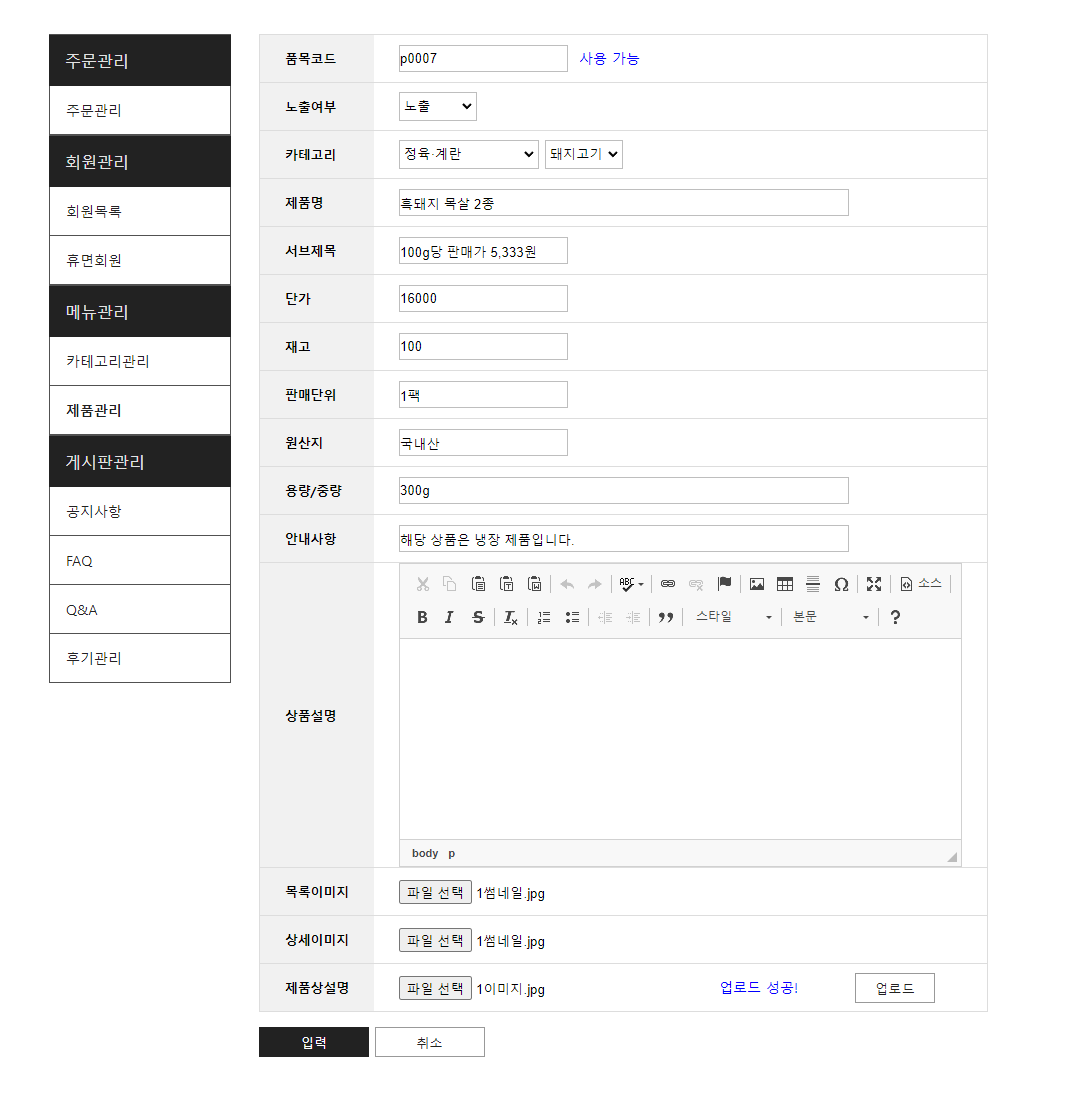 주문관리
주문관리
회원관리
회원목록
휴면회원
메뉴관리
카테고리관리
제품관리
게시판관리
공지사항
FAQ
Q&A
후기관리
품목코드 p0007 사용 가능
노출여부 노출
카테고리 정육·계란 돼지고기
제품명 흑돼지 목살 2종
서브제목 100g당 판매가 5,333원
단가 16000
재고 100
판매단위 1팩
원산지 국내산
용량/중량 300g
안내사항 해당 상품은 냉장 제품입니다.
상품설명
ABC Ω 소스
B I S Tx 스타일 본문 ?
body p
목록이미지 파일 선택 1썸네일.jpg
상세이미지 파일 선택 1썸네일.jpg
제품상설명 파일 선택 1이미지.jpg 업로드 성공! 업로드
입력 취소